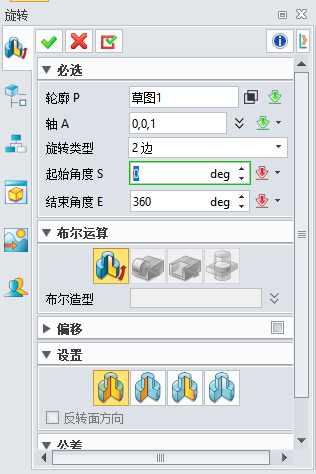 旋转
必选
轮廓 P 草图1
轴 A 0,0,1
旋转类型 2 边
起始角度 S 0 deg
结束角度 E 360 deg
布尔运算
布尔造型
偏移
设置
反转面方向
公差